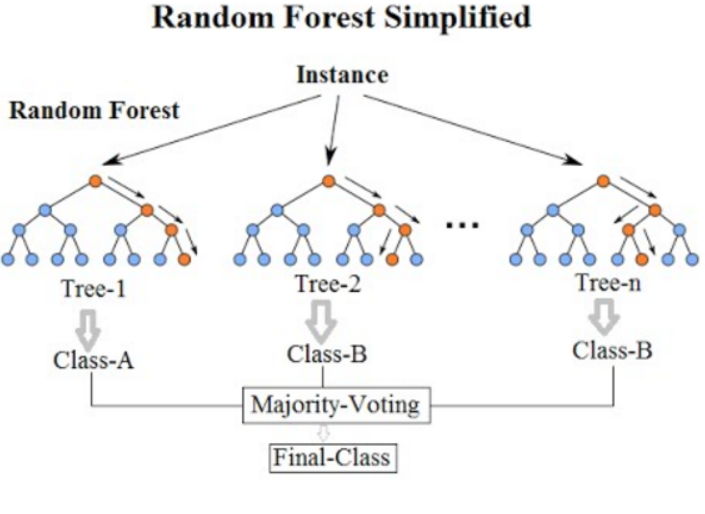 Random Forest Simplified
Instance
Random Forest
...
Tree-1
Tree-2
Tree-n
Class-A
Class-B
Class-B
Majority-Voting
Final-Class